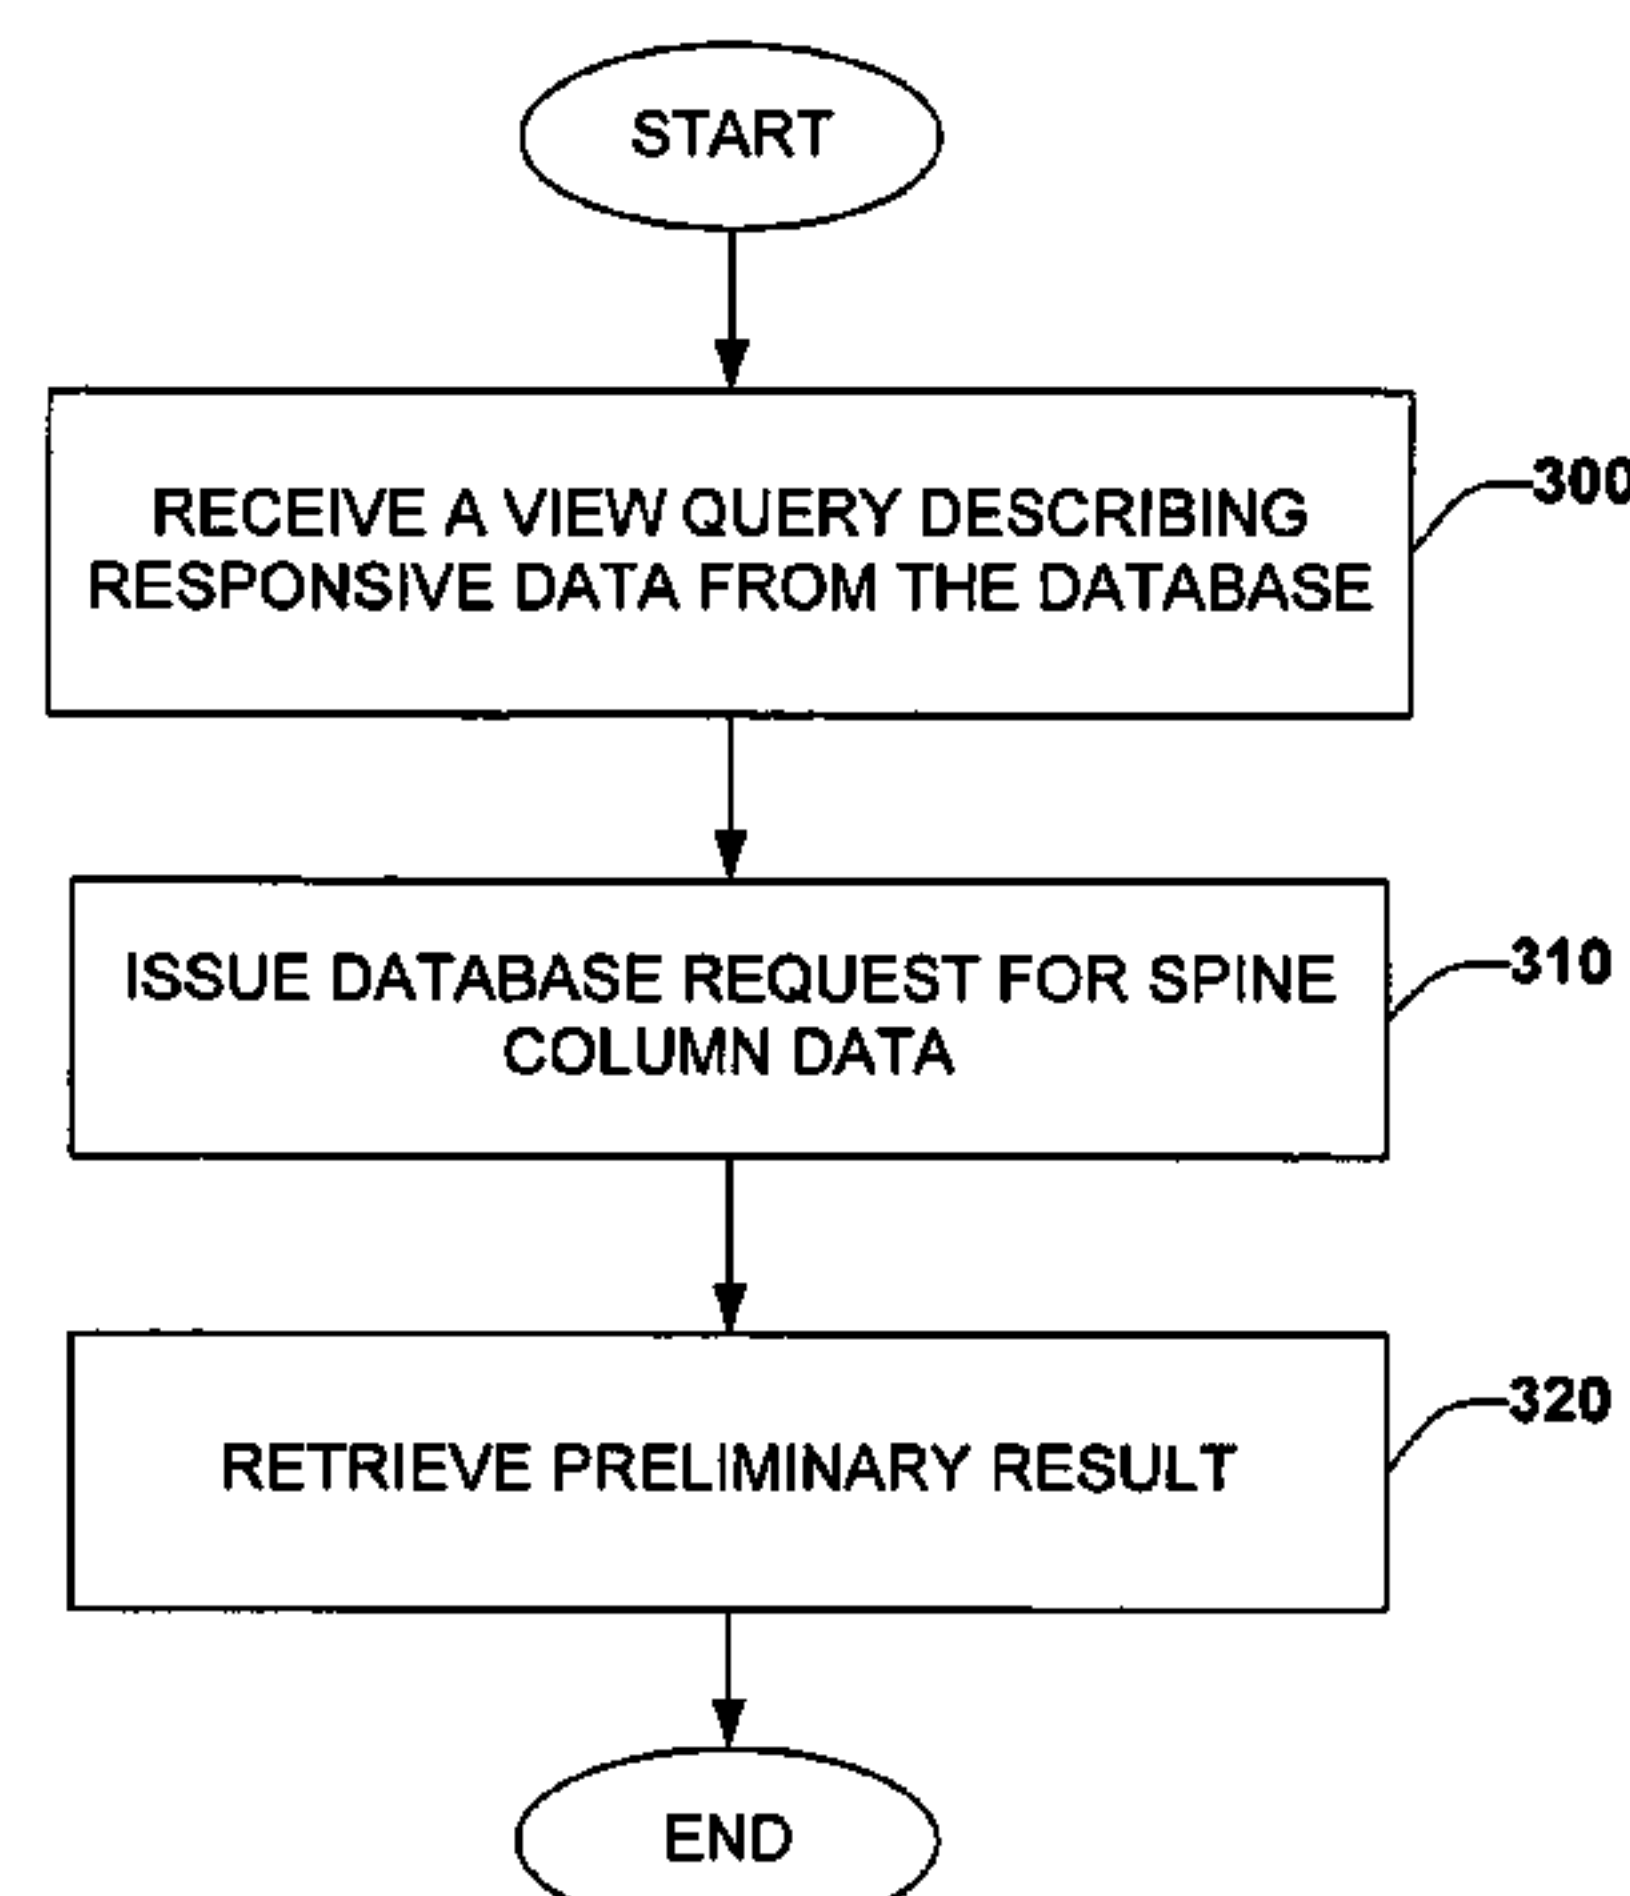 START
RECEIVE A VIEW QUERY DESCRIBING
RESPONSIVE DATA FROM THE DATABASE
300
ISSUE DATABASE REQUEST FOR SPINE
COLUMN DATA
310
RETRIEVE PRELIMINARY RESULT
320
END